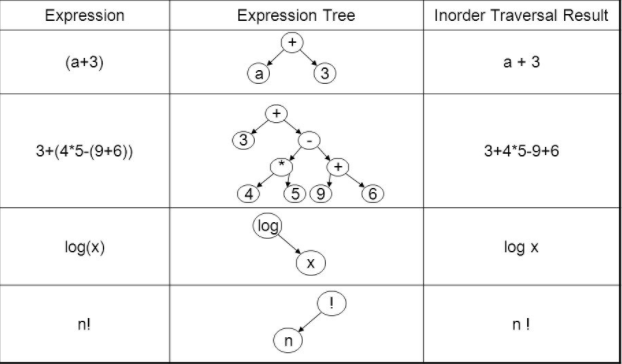 Expression Expression Tree Inorder Traversal Result
(a+3)
+
a 3
a + 3
3+(4*5-(9+6))
+
3 -
* +
4 5 9 6
3+4*5-9+6
log(x)
log
x
log x
n!
!
n
n !